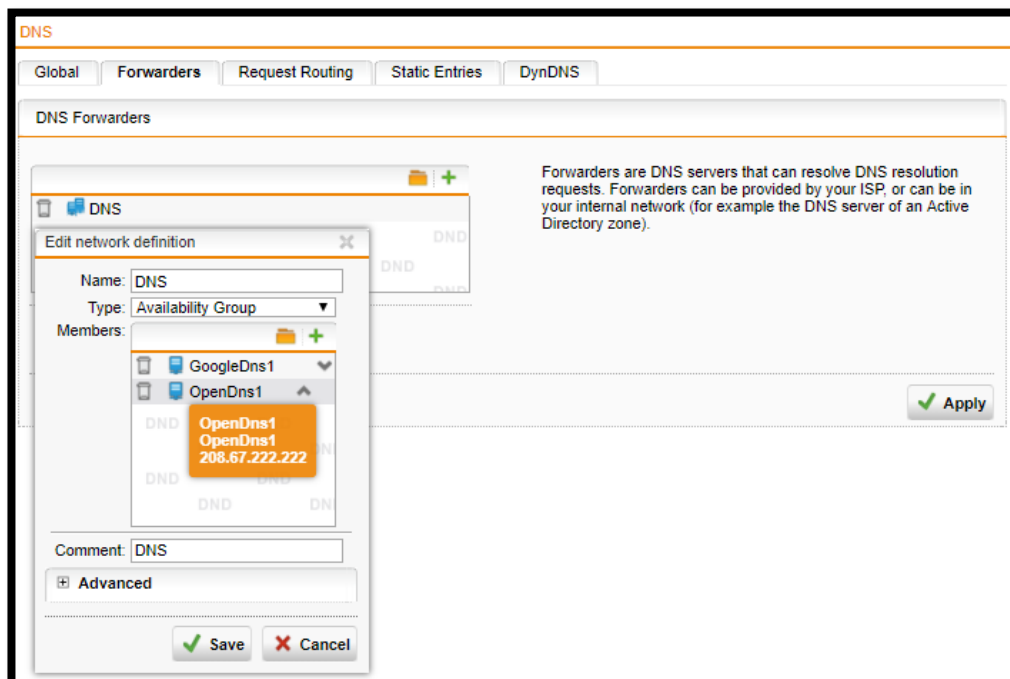 DNS
Global Forwarders Request Routing Static Entries DynDNS
DNS Forwarders
Forwarders are DNS servers that can resolve DNS resolution
requests. Forwarders can be provided by your ISP, or can be in
your internal network (for example the DNS server of an Active
Directory zone).
DNS
DND
DND
DND
Edit network definition
Name: DNS
Type: Availability Group
Members:
GoogleDns1
OpenDns1
DND
OpenDns1
OpenDns1
208.67.222.222
DND DND
DND
Comment: DNS
Advanced
Save Cancel
Apply